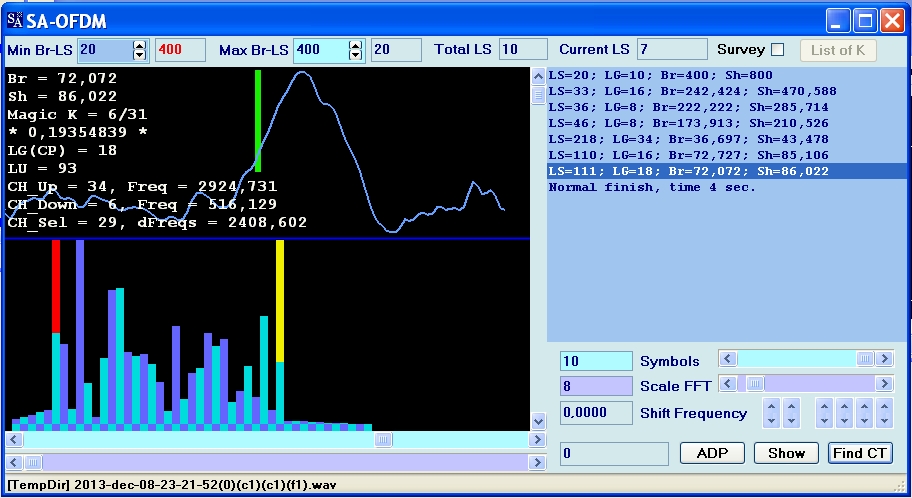 SA-OFDM
Min Br-LS 20 400 Max Br-LS 400 20 Total LS 10 Current LS 7 Survey List of K
Br = 72,072
Sh = 86,022
Magic K = 6/31
* 0,19354839 *
LG(CP) = 18
LU = 93
CH_Up = 34, Freq = 2924,731
CH_Down = 6, Freq = 516,129
CH_Sel = 29, dFreqs = 2408,602
LS=20; LG=10; Br=400; Sh=800
LS=33; LG=16; Br=242,424; Sh=470,588
LS=36; LG=8; Br=222,222; Sh=285,714
LS=46; LG=8; Br=173,913; Sh=210,526
LS=218; LG=34; Br=36,697; Sh=43,478
LS=110; LG=16; Br=72,727; Sh=85,106
LS=111; LG=18; Br=72,072; Sh=86,022
Normal finish, time 4 sec.
10 Symbols
8 Scale FFT
0,0000 Shift Frequency
0 ADP Show Find CT
[TempDir] 2013-dec-08-23-21-52(0)(c1)(c1)(f1).wav